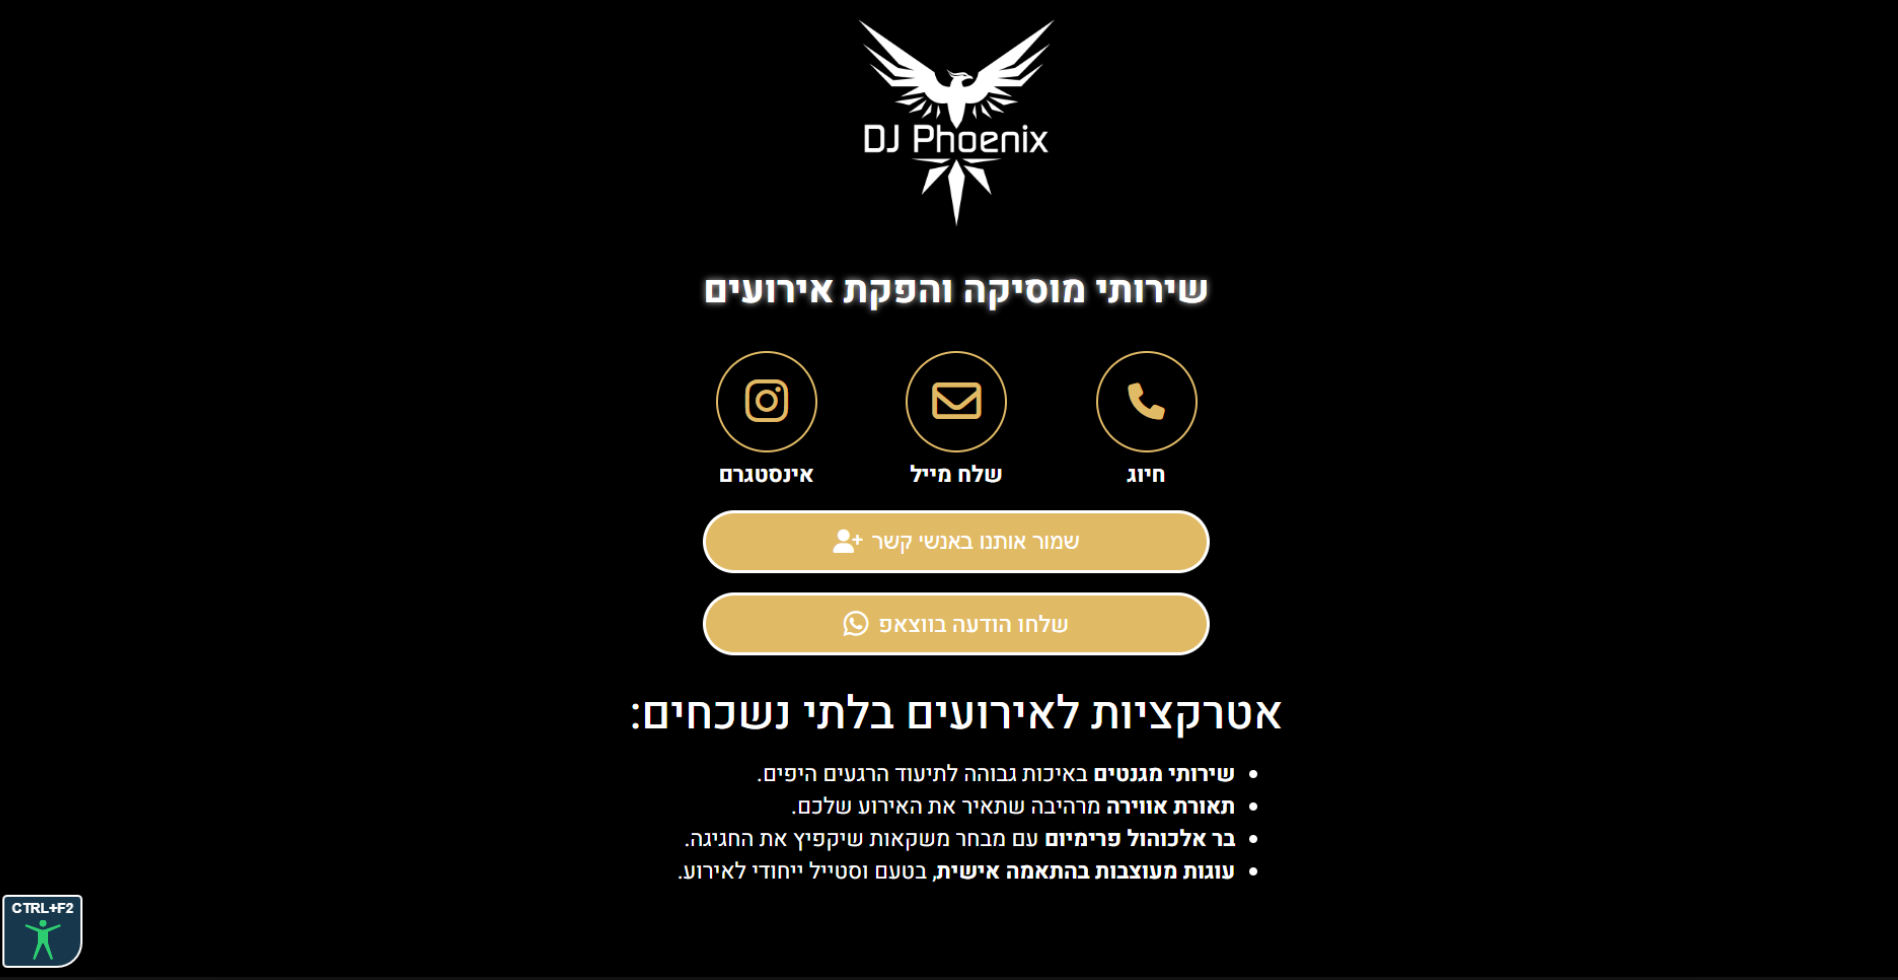 DJ Phoenix
שירותי מוסיקה והפקת אירועים
חיוג
שלח מייל
אינסטגרם
שמור אותנו באנשי קשר
שלחו הודעה בווצאפ
אטרקציות לאירועים בלתי נשכחים:
שירותי מגנטים באיכות גבוהה לתיעוד הרגעים היפים.
תאורת אווירה מרהיבה שתאיר את האירוע שלכם.
בר אלכוהול פרימיום עם מבחר משקאות שיקפיץ את החגיגה.
עוגות מעוצבות בהתאמה אישית, בטעם וסטייל ייחודי לאירוע.
CTRL+F2